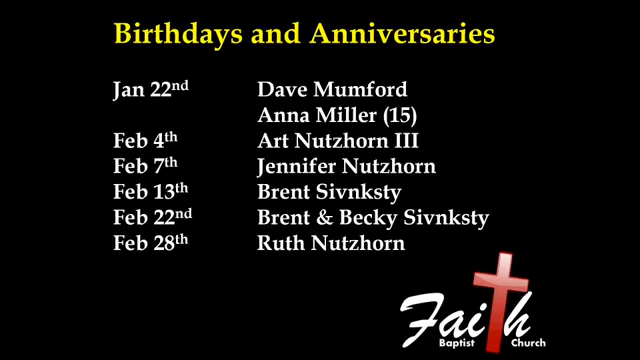 Birthdays and Anniversaries
Jan 22nd Dave Mumford
Anna Miller (15)
Feb 4th Art Nutzhorn III
Feb 7th Jennifer Nutzhorn
Feb 13th Brent Sivnksty
Feb 22nd Brent & Becky Sivnksty
Feb 28th Ruth Nutzhorn
Faith
Baptist Church